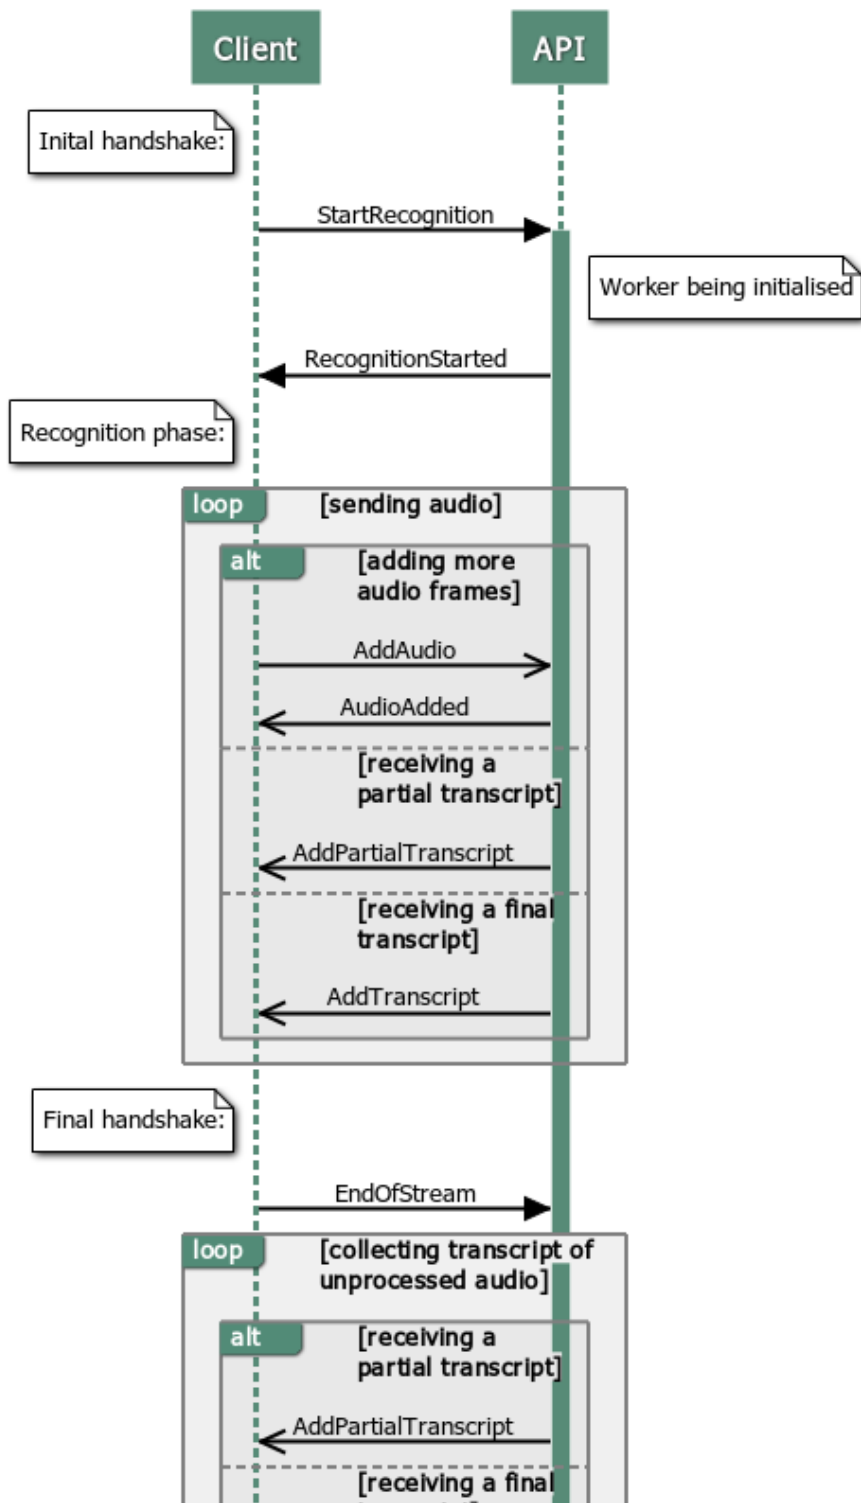 Client
API
Inital handshake:
StartRecognition
Worker being initialised
RecognitionStarted
Recognition phase:
loop
[sending audio]
alt
[adding more
audio frames]
AddAudio
AudioAdded
[receiving a
partial transcript]
AddPartialTranscript
[receiving a final
transcript]
AddTranscript
Final handshake:
EndOfStream
loop
[collecting transcript of
unprocessed audio]
alt
[receiving a
partial transcript]
AddPartialTranscript
[receiving a final